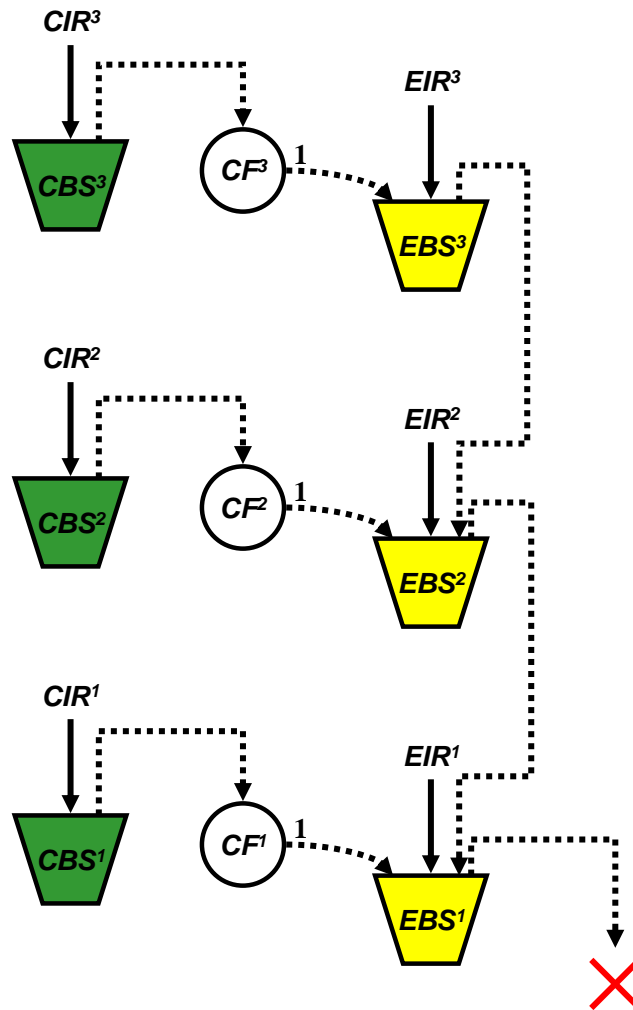 CIR³
EIR³
CBS³
CF³
1
EBS³
CIR²
EIR²
CBS²
CF²
1
EBS²
CIR¹
EIR¹
CBS¹
CF¹
1
EBS¹